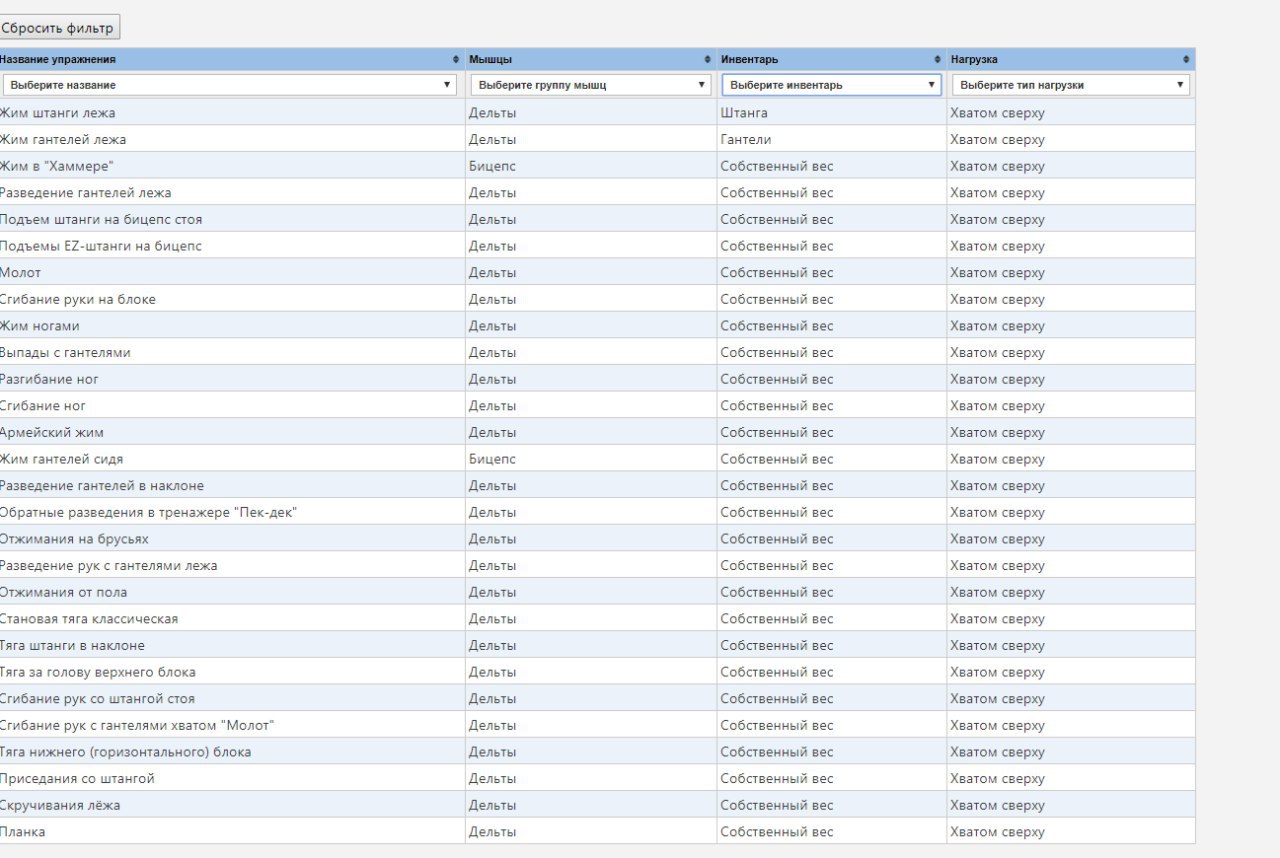 Сбросить фильтр
Название упражнения Мышцы Инвентарь Нагрузка
Выберите название Выберите группу мышц Выберите инвентарь Выберите тип нагрузки
Жим штанги лежа Дельты Штанга Хватом сверху
Жим гантелей лежа Дельты Гантели Хватом сверху
Жим в "Хаммере" Бицепс Собственный вес Хватом сверху
Разведение гантелей лежа Дельты Собственный вес Хватом сверху
Подъем штанги на бицепс стоя Дельты Собственный вес Хватом сверху
Подъемы EZ-штанги на бицепс Дельты Собственный вес Хватом сверху
Молот Дельты Собственный вес Хватом сверху
Сгибание руки на блоке Дельты Собственный вес Хватом сверху
Жим ногами Дельты Собственный вес Хватом сверху
Выпады с гантелями Дельты Собственный вес Хватом сверху
Разгибание ног Дельты Собственный вес Хватом сверху
Сгибание ног Дельты Собственный вес Хватом сверху
Армейский жим Дельты Собственный вес Хватом сверху
Жим гантелей сидя Бицепс Собственный вес Хватом сверху
Разведение гантелей в наклоне Дельты Собственный вес Хватом сверху
Обратные разведения в тренажере "Пек-дек" Дельты Собственный вес Хватом сверху
Отжимания на брусьях Дельты Собственный вес Хватом сверху
Разведение рук с гантелями лежа Дельты Собственный вес Хватом сверху
Отжимания от пола Дельты Собственный вес Хватом сверху
Становая тяга классическая Дельты Собственный вес Хватом сверху
Тяга штанги в наклоне Дельты Собственный вес Хватом сверху
Тяга за голову верхнего блока Дельты Собственный вес Хватом сверху
Сгибание рук со штангой стоя Дельты Собственный вес Хватом сверху
Сгибание рук с гантелями хватом "Молот" Дельты Собственный вес Хватом сверху
Тяга нижнего (горизонтального) блока Дельты Собственный вес Хватом сверху
Приседания со штангой Дельты Собственный вес Хватом сверху
Скручивания лёжа Дельты Собственный вес Хватом сверху
Планка Дельты Собственный вес Хватом сверху